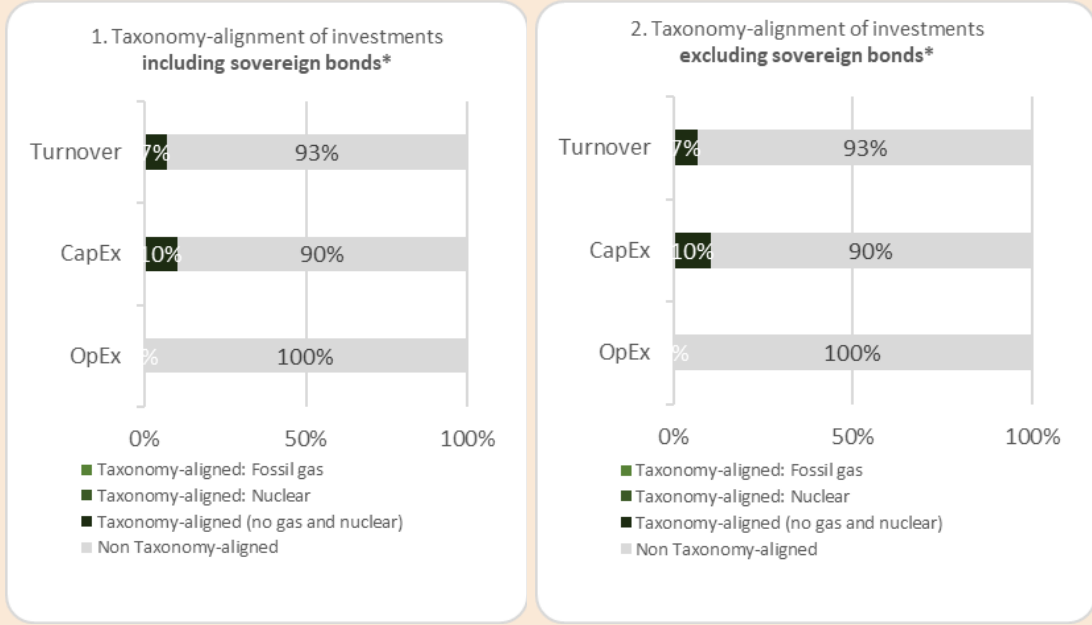 1. Taxonomy-alignment of investments
including sovereign bonds*
Turnover
7%
93%
CapEx
10%
90%
OpEx
%
100%
0%
50%
100%
Taxonomy-aligned: Fossil gas
Taxonomy-aligned: Nuclear
Taxonomy-aligned (no gas and nuclear)
Non Taxonomy-aligned
2. Taxonomy-alignment of investments
excluding sovereign bonds*
Turnover
7%
93%
CapEx
10%
90%
OpEx
%
100%
0%
50%
100%
Taxonomy-aligned: Fossil gas
Taxonomy-aligned: Nuclear
Taxonomy-aligned (no gas and nuclear)
Non Taxonomy-aligned